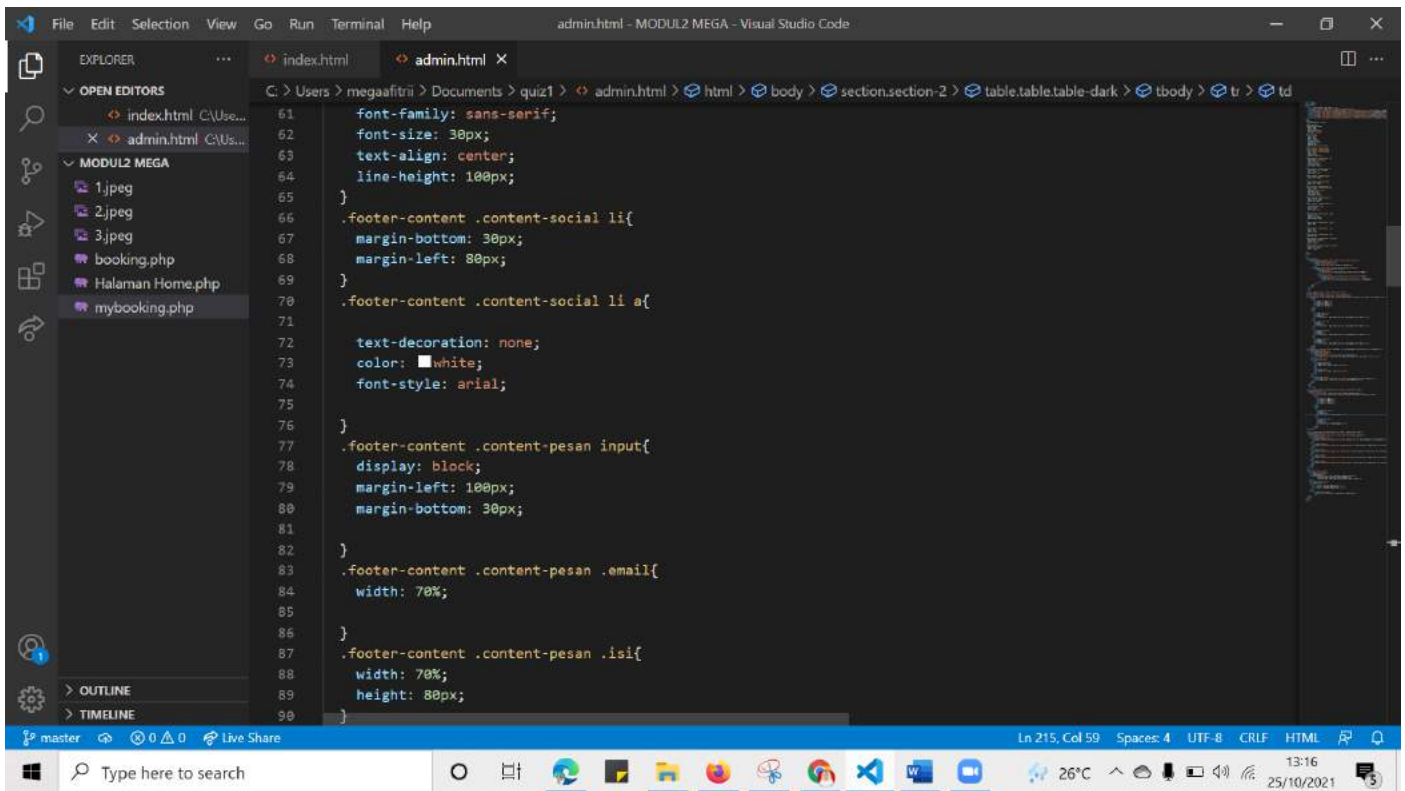 File Edit Selection View Go Run Terminal Help
admin.html - MODUL2 MEGA - Visual Studio Code
EXPLORER
index.html
admin.html
OPEN EDITORS
index.html C:\Use...
admin.html C:\Us...
MODUL2 MEGA
1.jpeg
2.jpeg
3.jpeg
booking.php
Halaman Home.php
mybooking.php
OUTLINE
TIMELINE
C: > Users > megaafitrii > Documents > quiz1 > admin.html > html > body > section.section-2 > table.table.table-dark > tbody > tr > td
61 font-family: sans-serif;
62 font-size: 30px;
63 text-align: center;
64 line-height: 100px;
65 }
66 .footer-content .content-social li{
67 margin-bottom: 30px;
68 margin-left: 80px;
69 }
70 .footer-content .content-social li a{
71
72 text-decoration: none;
73 color: white;
74 font-style: arial;
75
76 }
77 .footer-content .content-pesan input{
78 display: block;
79 margin-left: 100px;
80 margin-bottom: 30px;
81
82 }
83 .footer-content .content-pesan .email{
84 width: 70%;
85
86 }
87 .footer-content .content-pesan .isi{
88 width: 70%;
89 height: 80px;
90 }
1
master 0 0 Live Share
Ln 215, Col 59 Spaces: 4 UTF-8 CRLF HTML
Type here to search
26°C
13:16
25/10/2021
5